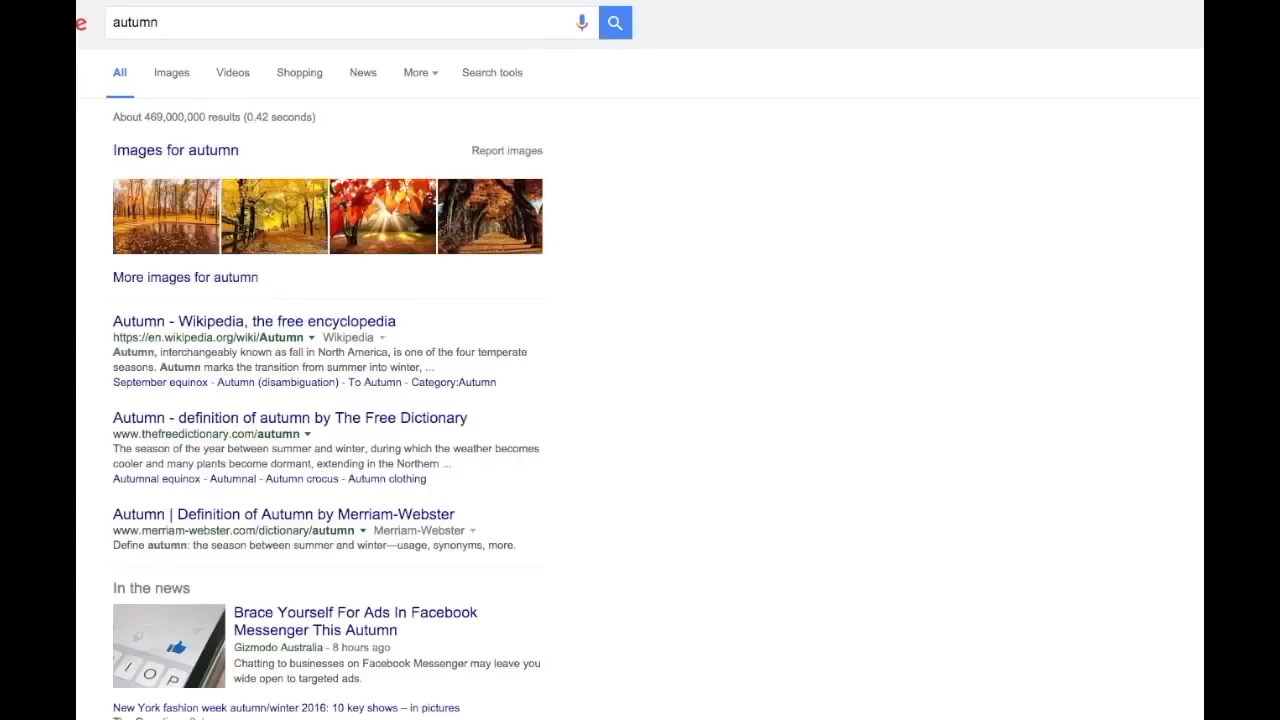 e
autumn
All Images Videos Shopping News More Search tools
About 469,000,000 results (0.42 seconds)
Images for autumn
Report images
More images for autumn
Autumn - Wikipedia, the free encyclopedia
https://en.wikipedia.org/wiki/Autumn Wikipedia
Autumn, interchangeably known as fall in North America, is one of the four temperate
seasons. Autumn marks the transition from summer into winter, ...
September equinox - Autumn (disambiguation) - To Autumn - Category:Autumn
Autumn - definition of autumn by The Free Dictionary
www.thefreedictionary.com/autumn
The season of the year between summer and winter, during which the weather becomes
cooler and many plants become dormant, extending in the Northern ...
Autumnal equinox - Autumnal - Autumn crocus - Autumn clothing
Autumn | Definition of Autumn by Merriam-Webster
www.merriam-webster.com/dictionary/autumn Merriam-Webster
Define autumn: the season between summer and winter—usage, synonyms, more.
In the news
I O P
Brace Yourself For Ads In Facebook
Messenger This Autumn
Gizmodo Australia - 8 hours ago
Chatting to businesses on Facebook Messenger may leave you
wide open to targeted ads.
New York fashion week autumn/winter 2016: 10 key shows – in pictures